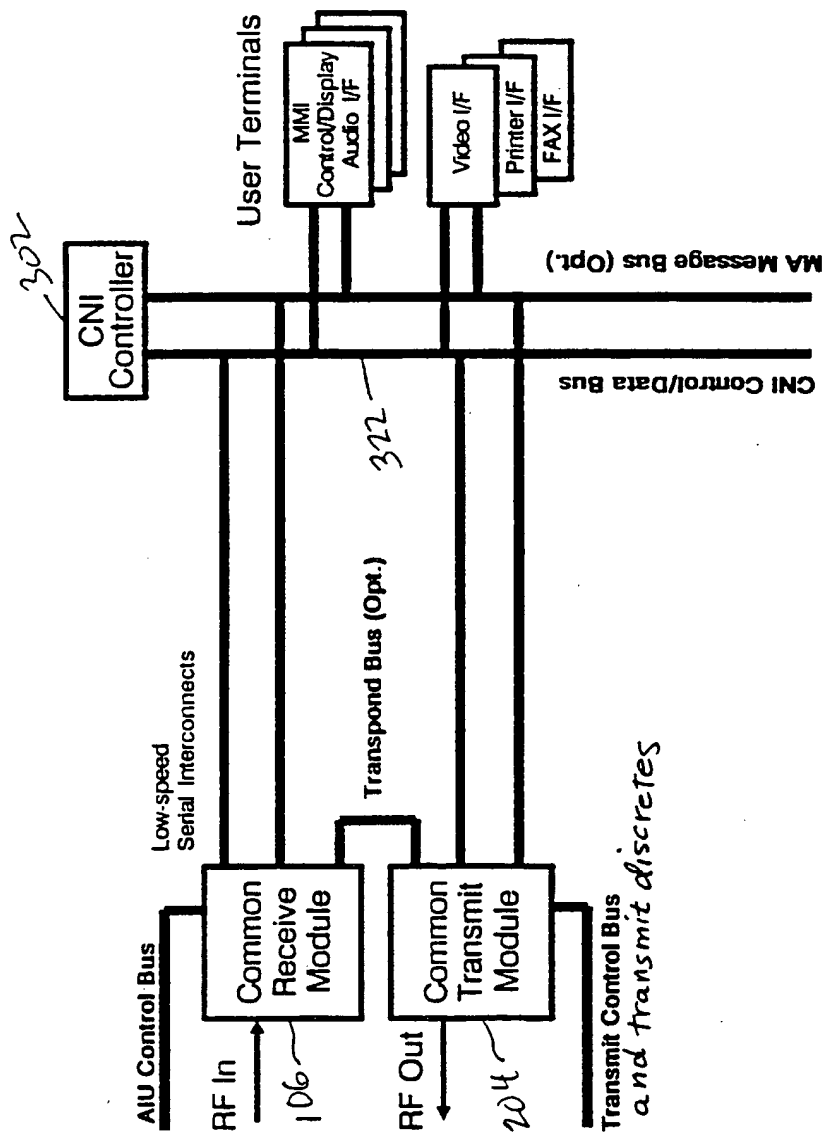 AIU Control Bus
RF In
106
Common
Receive
Module
Low-speed
Serial Interconnects
Transpond Bus (Opt.)
RF Out
204
Common
Transmit
Module
Transmit Control Bus
and transmit discretes
CNI
Controller
302
322
User Terminals
MMI
Control/Display
Audio I/F
Video I/F
Printer I/F
FAX I/F
MA Message Bus (Opt.)
CNI Control/Data Bus